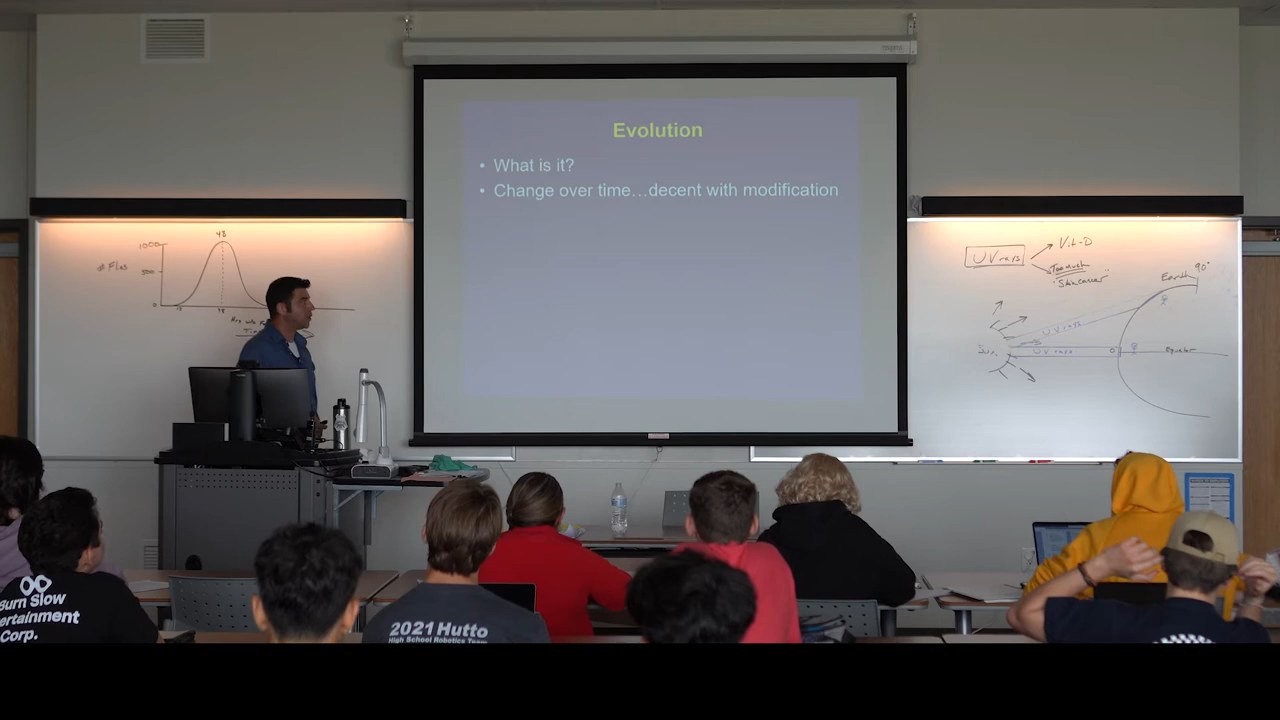 Evolution
• What is it?
• Change over time…decent with modification
48
1000
500
0
UV rays
Vit-D
Too much
"Skin cancer"
Earth
90°
UV rays
UV rays
0
Equator
Sun
Burn Slow
ertainment
Corp.
2021 Hutto
High School Robotics Team